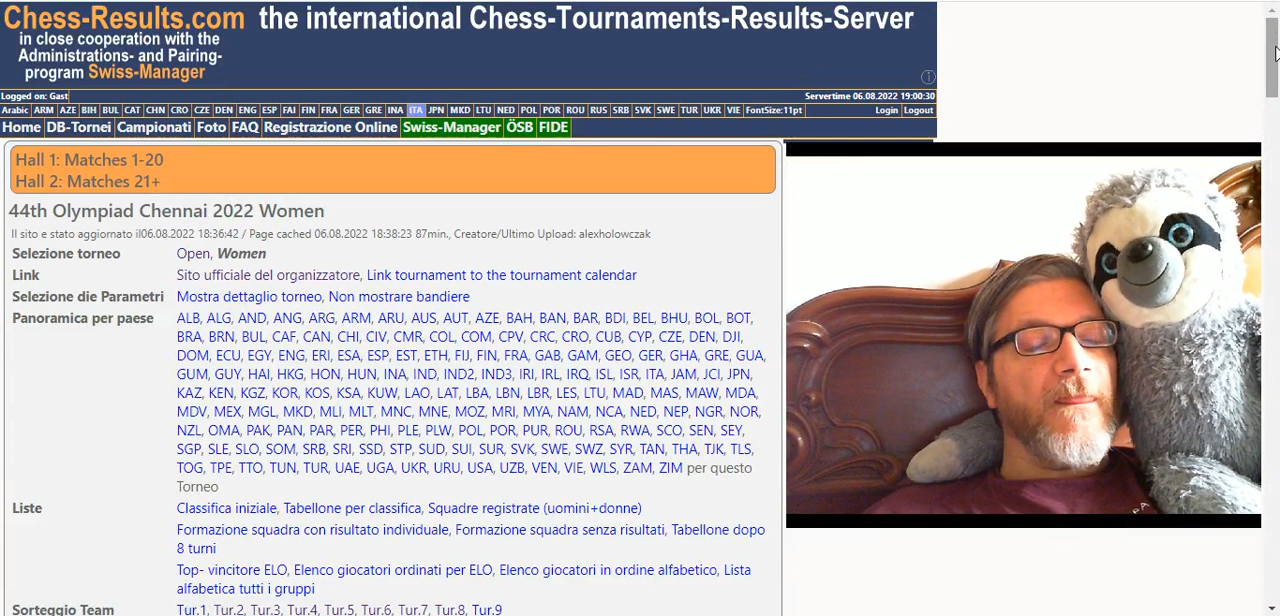 Chess-Results.com the international Chess-Tournaments-Results-Server
in close cooperation with the
Administrations- and Pairing-
program Swiss-Manager
Logged on: Gast
Servertime 06.08.2022 19:00:30
Arabic ARM AZE BIH BUL CAT CHN CRO CZE DEN ENG ESP FAI FIN FRA GER GRE INA ITA JPN MKD LTU NED POL POR ROU RUS SRB SVK SWE TUR UKR VIE FontSize:11pt Login Logout
Home DB-Tornei Campionati Foto FAQ Registrazione Online Swiss-Manager ÖSB FIDE
Hall 1: Matches 1-20
Hall 2: Matches 21+
44th Olympiad Chennai 2022 Women
Il sito e stato aggiornato il06.08.2022 18:36:42 / Page cached 06.08.2022 18:38:23 87min., Creatore/Ultimo Upload: alexholowczak
Selezione torneo Open, Women
Link Sito ufficiale del organizzatore, Link tournament to the tournament calendar
Selezione die Parametri Mostra dettaglio torneo, Non mostrare bandiere
Panoramica per paese ALB, ALG, AND, ANG, ARG, ARM, ARU, AUS, AUT, AZE, BAH, BAN, BAR, BDI, BEL, BHU, BOL, BOT,
BRA, BRN, BUL, CAF, CAN, CHI, CIV, CMR, COL, COM, CPV, CRC, CRO, CUB, CYP, CZE, DEN, DJI,
DOM, ECU, EGY, ENG, ERI, ESA, ESP, EST, ETH, FIJ, FIN, FRA, GAB, GAM, GEO, GER, GHA, GRE, GUA,
GUM, GUY, HAI, HKG, HON, HUN, INA, IND, IND2, IND3, IRI, IRL, IRQ, ISL, ISR, ITA, JAM, JCI, JPN,
KAZ, KEN, KGZ, KOR, KOS, KSA, KUW, LAO, LAT, LBA, LBN, LBR, LES, LTU, MAD, MAS, MAW, MDA,
MDV, MEX, MGL, MKD, MLI, MLT, MNC, MNE, MOZ, MRI, MYA, NAM, NCA, NED, NEP, NGR, NOR,
NZL, OMA, PAK, PAN, PAR, PER, PHI, PLE, PLW, POL, POR, PUR, ROU, RSA, RWA, SCO, SEN, SEY,
SGP, SLE, SLO, SOM, SRB, SRI, SSD, STP, SUD, SUI, SUR, SVK, SWE, SWZ, SYR, TAN, THA, TJK, TLS,
TOG, TPE, TTO, TUN, TUR, UAE, UGA, UKR, URU, USA, UZB, VEN, VIE, WLS, ZAM, ZIM per questo
Torneo
Liste Classifica iniziale, Tabellone per classifica, Squadre registrate (uomini+donne)
Formazione squadra con risultato individuale, Formazione squadra senza risultati, Tabellone dopo
8 turni
Top- vincitore ELO, Elenco giocatori ordinati per ELO, Elenco giocatori in ordine alfabetico, Lista
alfabetica tutti i gruppi
Sorteggio Team Tur.1, Tur.2, Tur.3, Tur.4, Tur.5, Tur.6, Tur.7, Tur.8, Tur.9